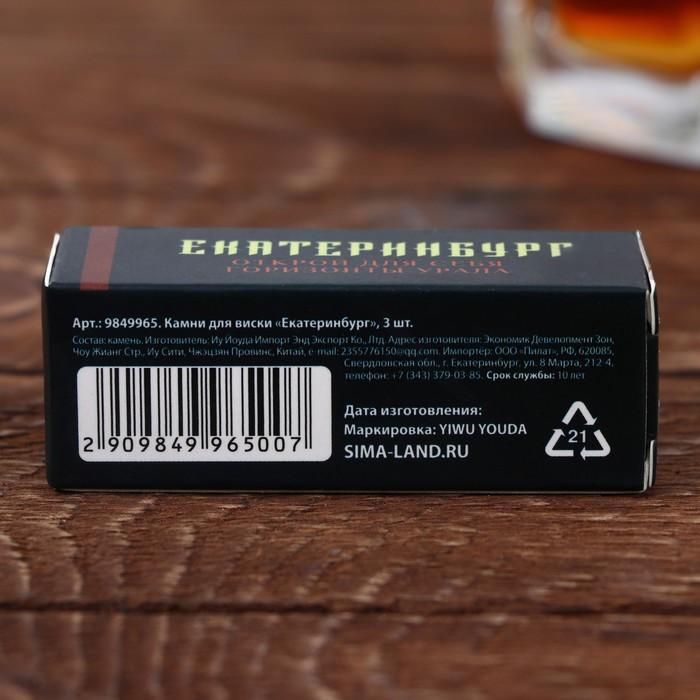 ЕКАТЕРИНБУРГ
ОТКРОЙ ДЛЯ СЕБЯ
ГОРИЗОНТЫ УРАЛА
Арт.: 9849965. Камни для виски «Екатеринбург», 3 шт.
Состав: камень. Изготовитель: Иу Йоуда Импорт Энд Экспорт Ко., Лтд. Адрес изготовителя: Экономик Девелопмент Зон,
Чоу Жианг Стр., Иу Сити, Чжэцзян Провинс, Китай, e-mail: 2355776150@qq.com. Импортёр: ООО «Пилат», РФ, 620085,
Свердловская обл., г. Екатеринбург, ул. 8 Марта, 212-4,
телефон: +7 (343) 379-03-85. Срок службы: 10 лет
Дата изготовления:
Маркировка: YIWU YOUDA
SIMA-LAND.RU
2 909849 965007
21